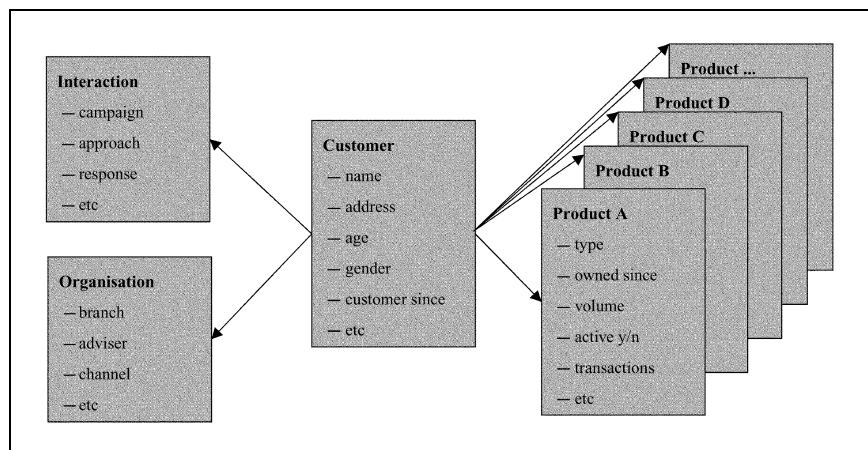 Interaction
— campaign
— approach
— response
— etc
Organisation
— branch
— adviser
— channel
— etc
Customer
— name
— address
— age
— gender
— customer since
— etc
Product ...
Product D
Product C
Product B
Product A
— type
— owned since
— volume
— active y/n
— transactions
— etc